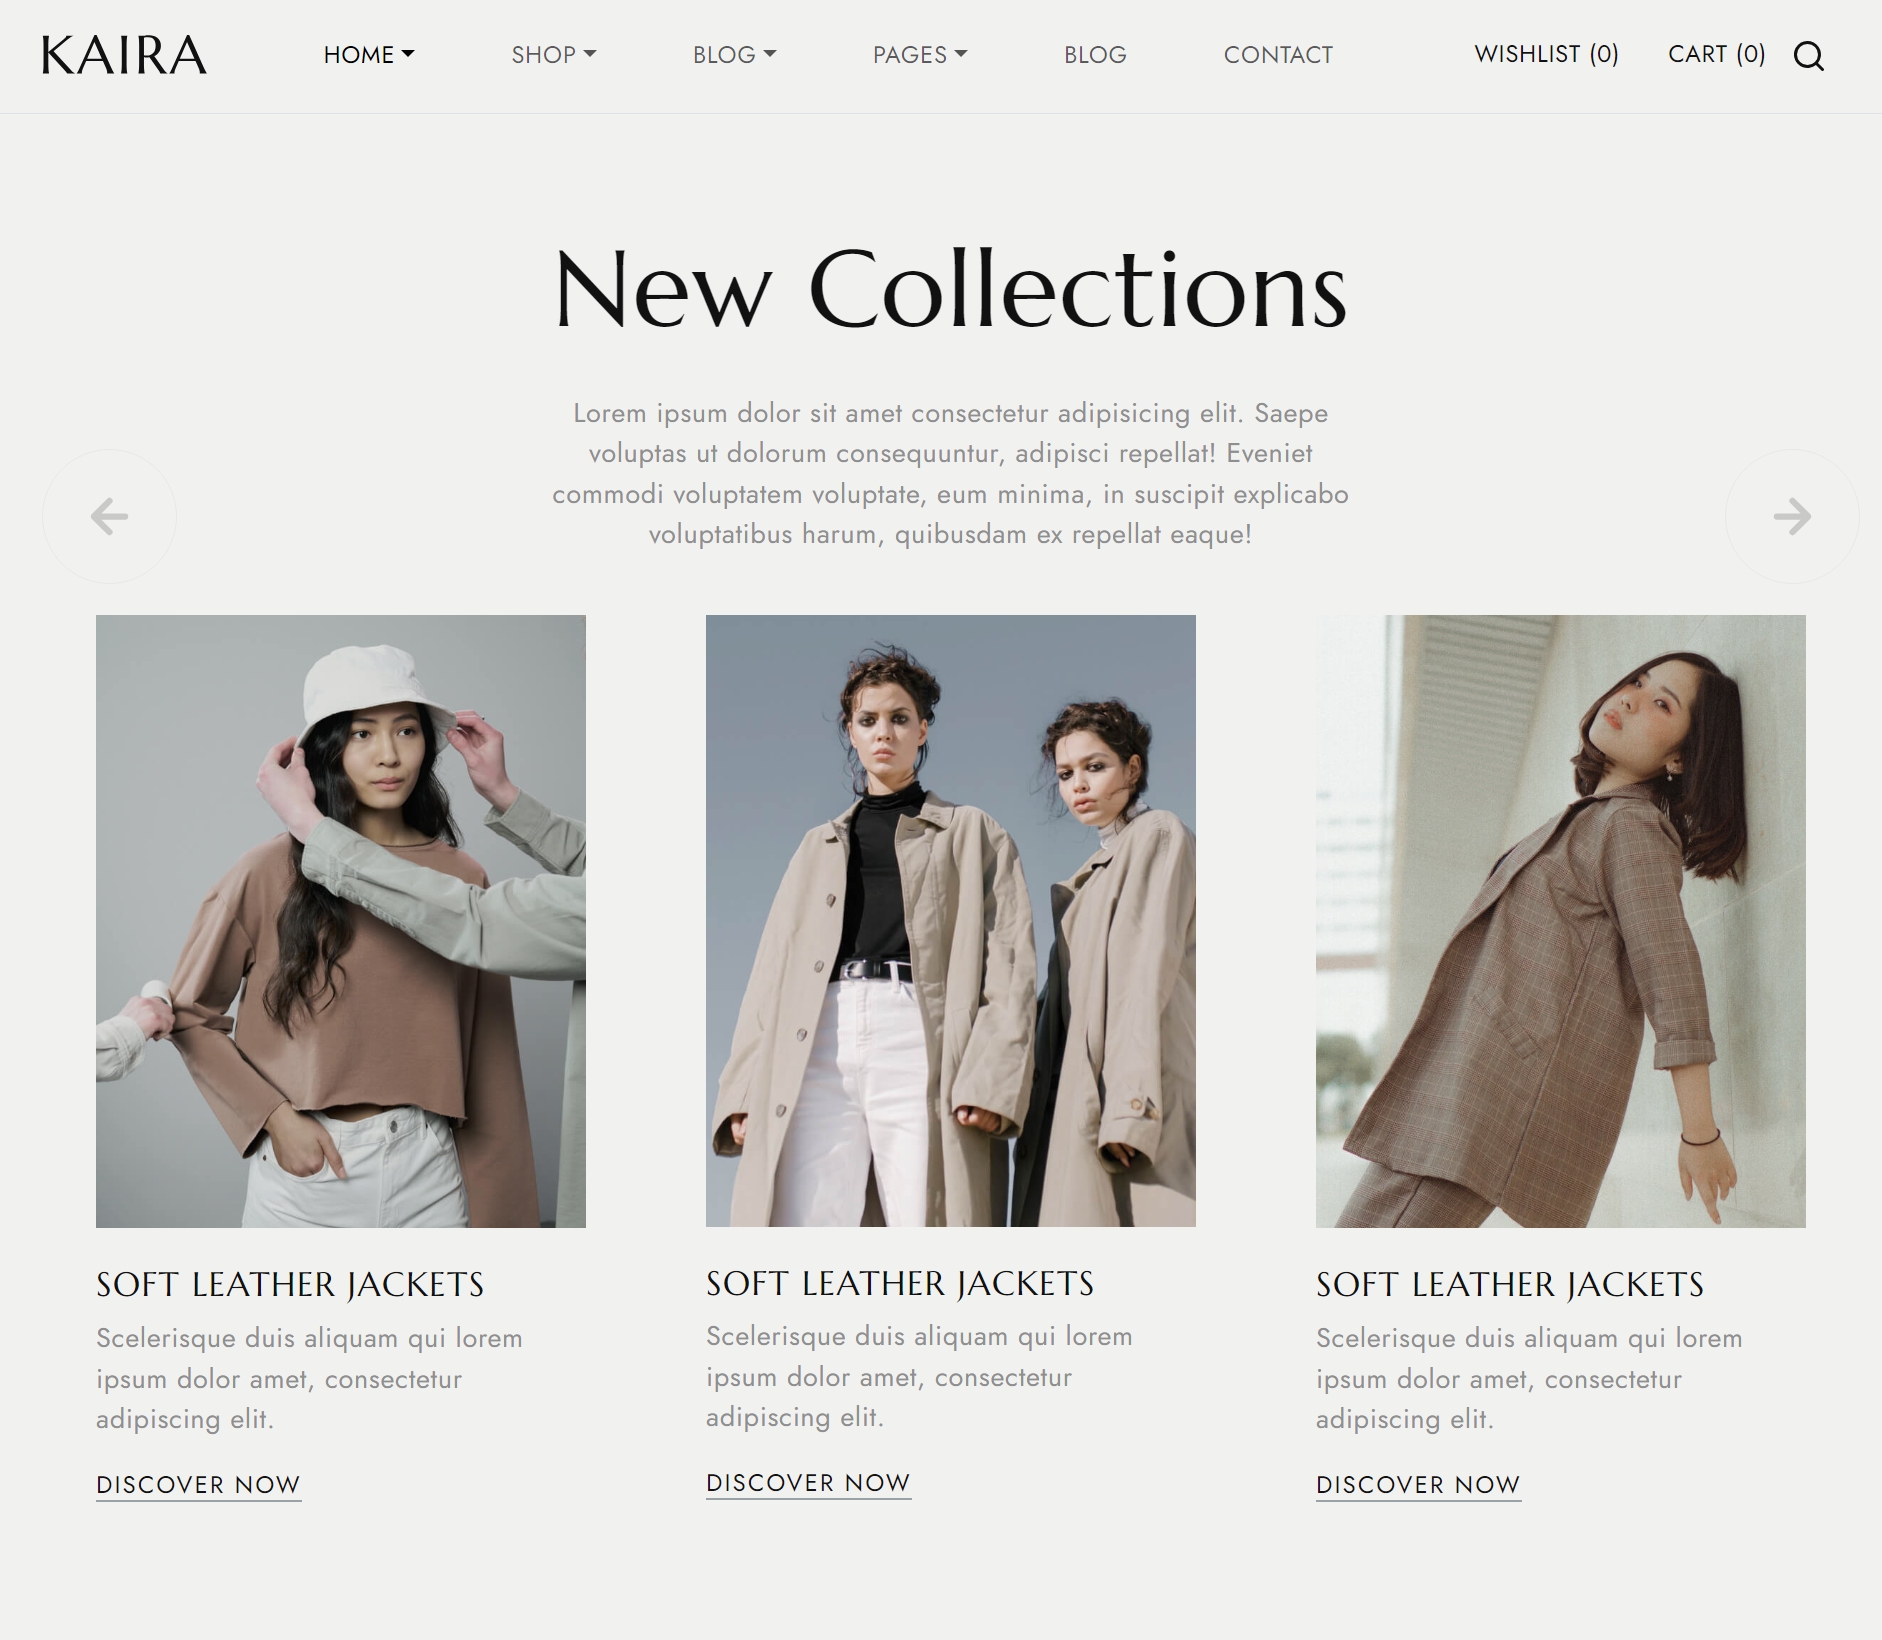 KAIRA
HOME
SHOP
BLOG
PAGES
BLOG
CONTACT
WISHLIST (0)
CART (0)
New Collections
Lorem ipsum dolor sit amet consectetur adipisicing elit. Saepe
voluptas ut dolorum consequuntur, adipisci repellat! Eveniet
commodi voluptatem voluptate, eum minima, in suscipit explicabo
voluptatibus harum, quibusdam ex repellat eaque!
SOFT LEATHER JACKETS
Scelerisque duis aliquam qui lorem
ipsum dolor amet, consectetur
adipiscing elit.
DISCOVER NOW
SOFT LEATHER JACKETS
Scelerisque duis aliquam qui lorem
ipsum dolor amet, consectetur
adipiscing elit.
DISCOVER NOW
SOFT LEATHER JACKETS
Scelerisque duis aliquam qui lorem
ipsum dolor amet, consectetur
adipiscing elit.
DISCOVER NOW